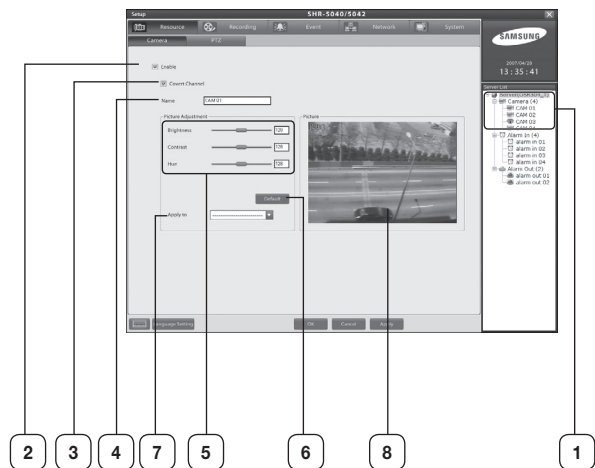 Setup
SHR-5040/5042
Resource
Recording
Event
Network
System
Camera
PTZ
Enable
Covert Channel
Name
CAM 01
Picture Adjustment
Brightness
128
Contrast
128
Hue
128
Default
Apply to
Picture
Language Setting
OK
Cancel
Apply
SAMSUNG
2007/04/28
13 : 35 : 41
Server List
Camera (4)
CAM 01
CAM 02
CAM 03
CAM 04
Alarm In (4)
alarm in 01
alarm in 02
alarm in 03
alarm in 04
Alarm Out (2)
alarm out 01
alarm out 02
2
3
4
7
5
6
8
1